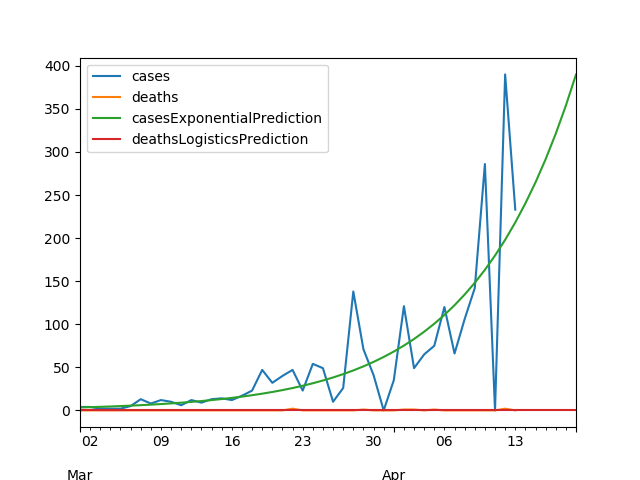 400
350
300
250
200
150
100
50
0
cases
deaths
casesExponentialPrediction
deathsLogisticsPrediction
02 09 16 23 30 06 13
Mar Apr